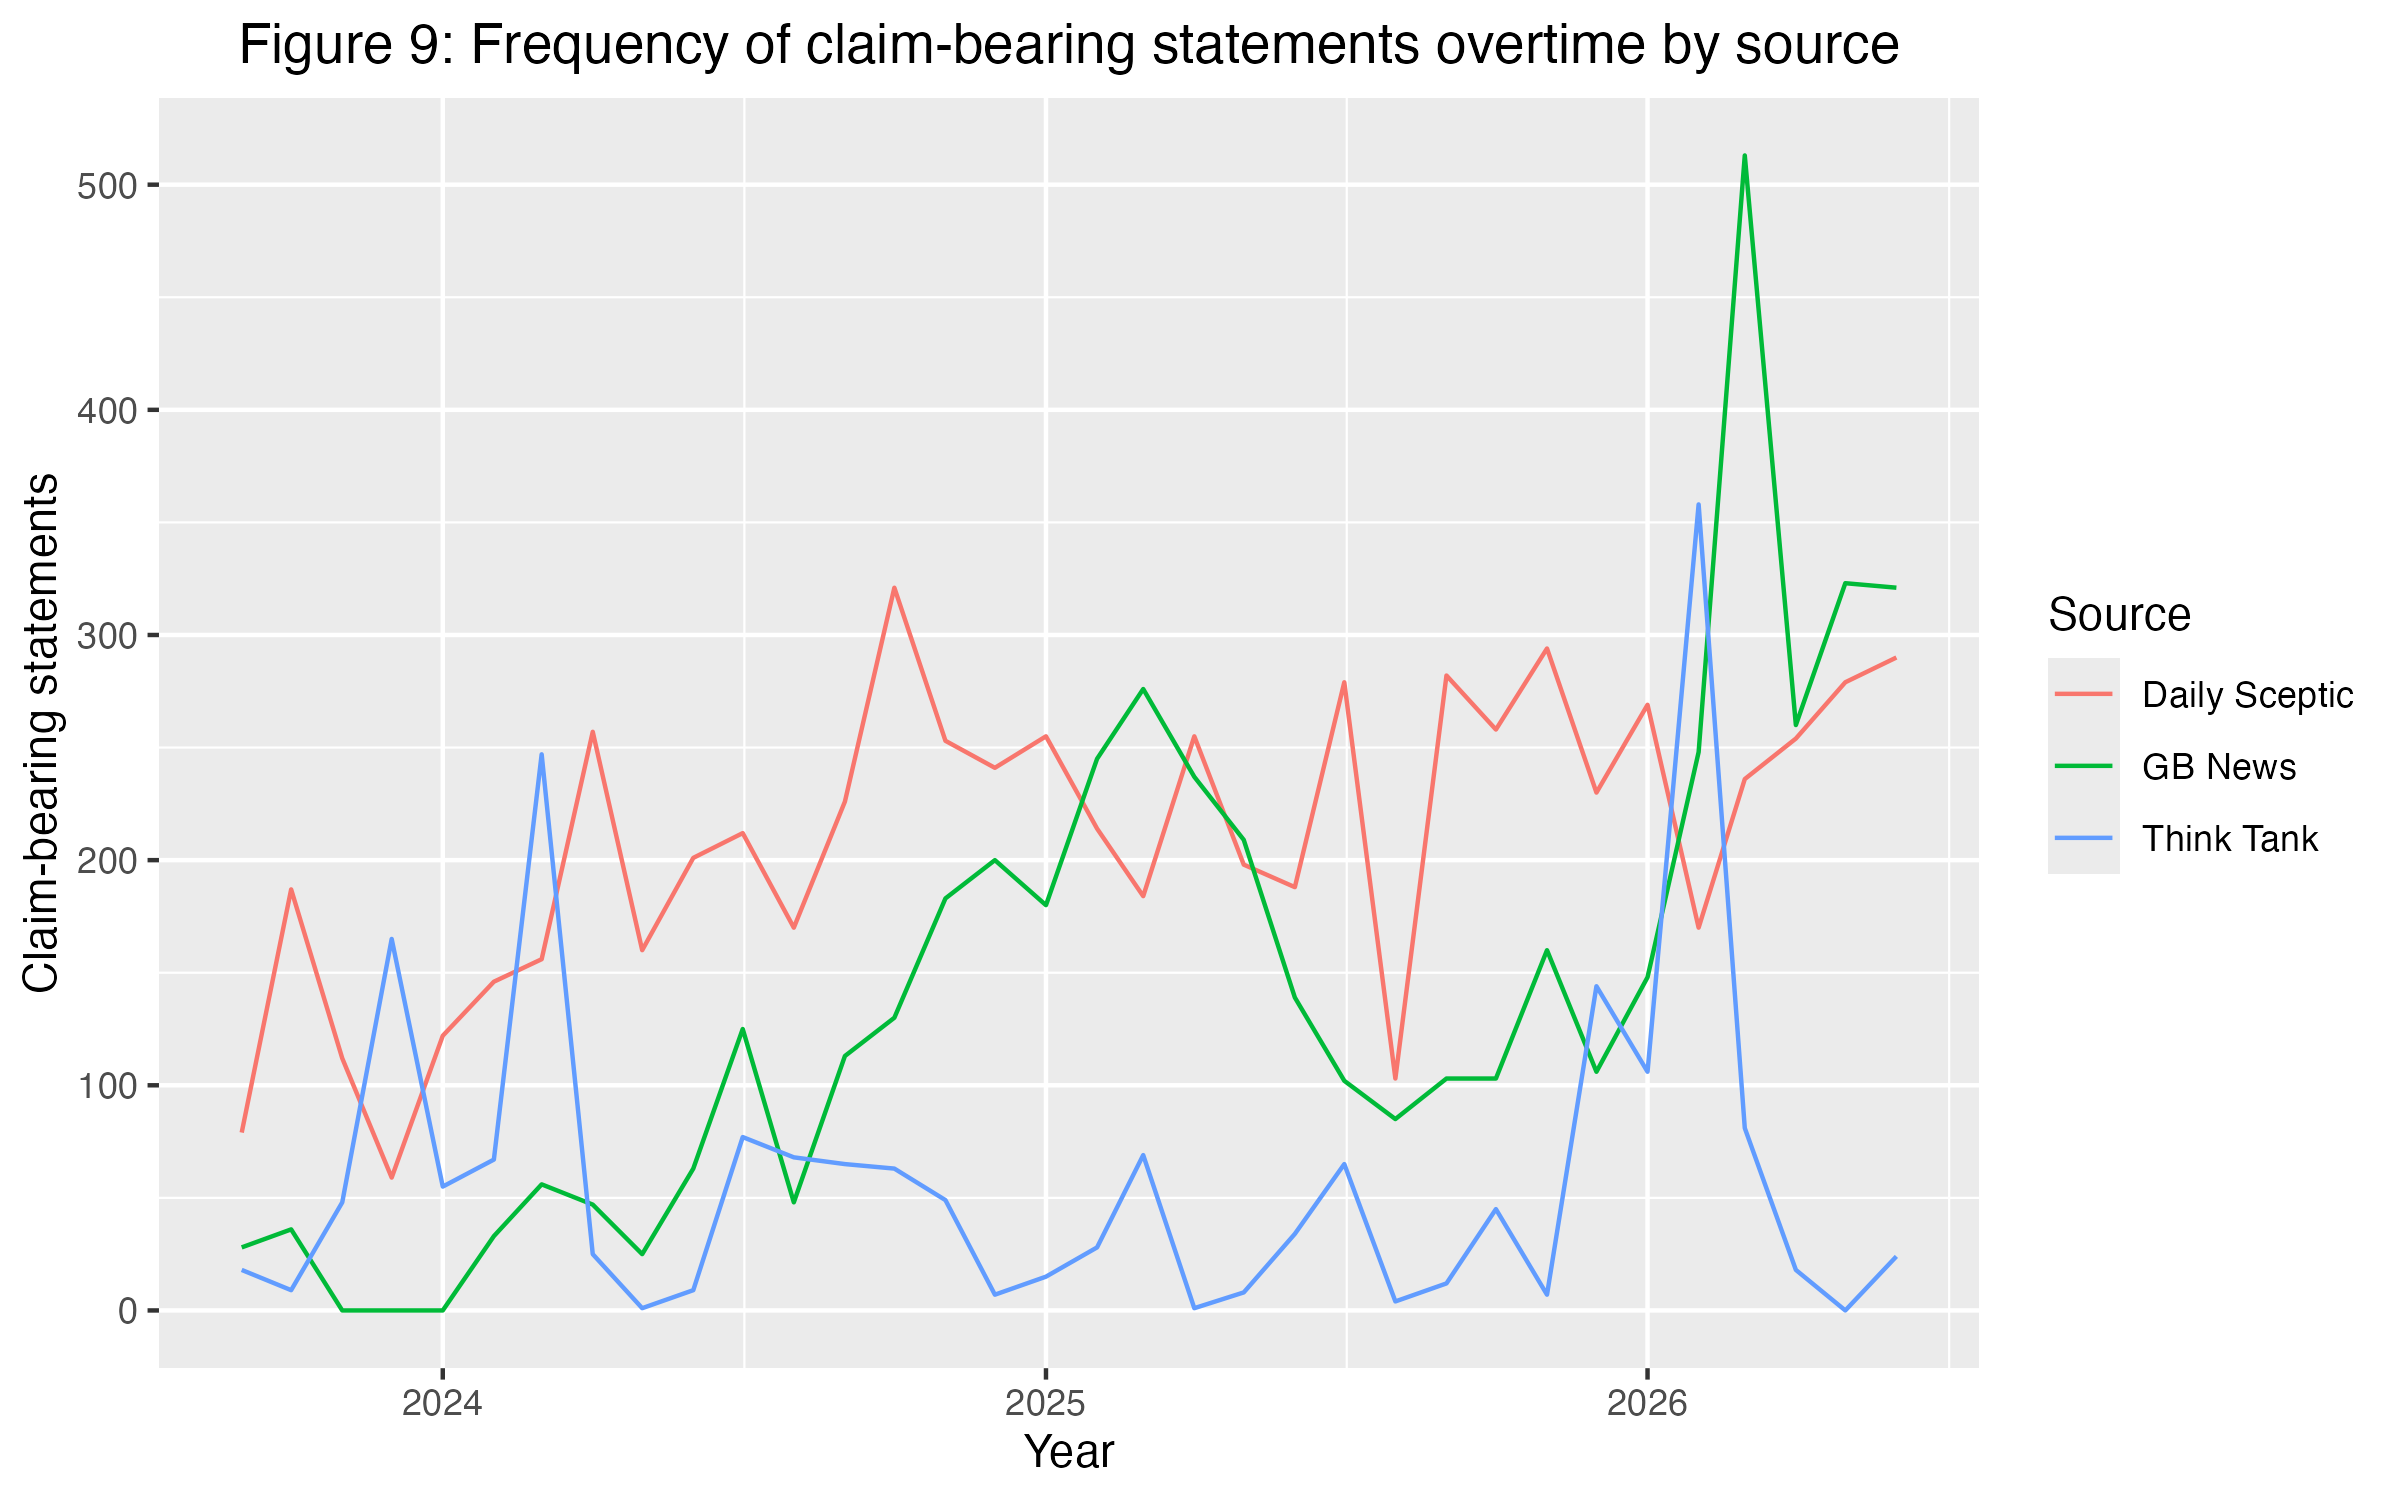 Figure 9: Frequency of claim-bearing statements overtime by source
Claim-bearing statements
500
400
300
200
100
0
2024
2025
2026
Year
Source
Daily Sceptic
GB News
Think Tank